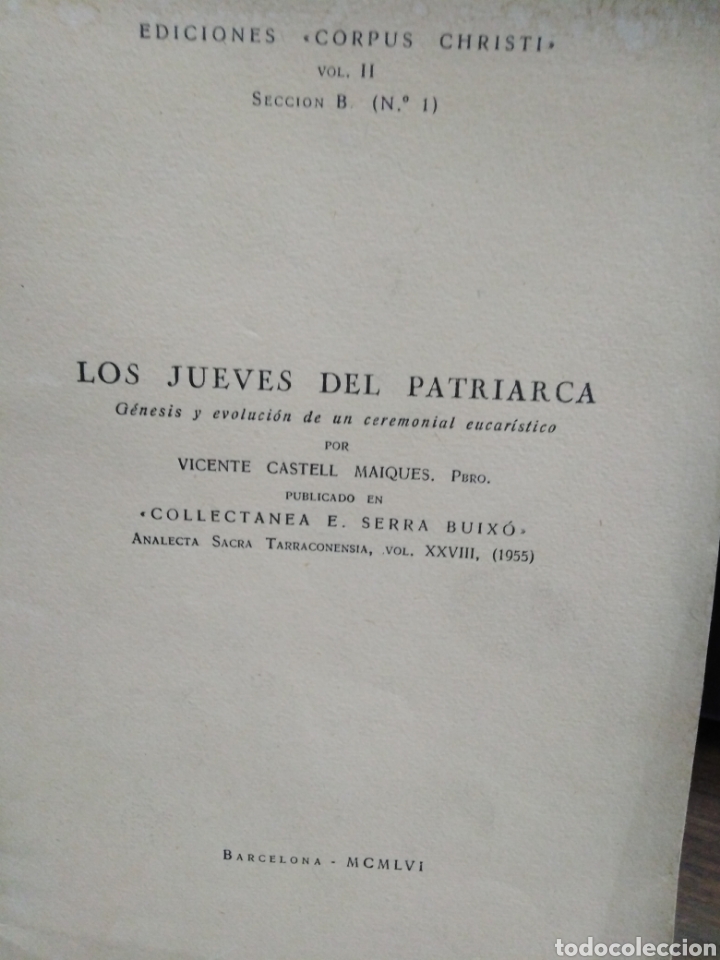 EDICIONES «CORPUS CHRISTI»
VOL. II
SECCION B. (N.º 1)
LOS JUEVES DEL PATRIARCA
Génesis y evolución de un ceremonial eucarístico
POR
VICENTE CASTELL MAIQUES. PBRO.
PUBLICADO EN
«COLLECTANEA E. SERRA BUIXÓ»
ANALECTA SACRA TARRACONENSIA, VOL. XXVIII, (1955)
BARCELONA - MCMLVI
todocoleccion